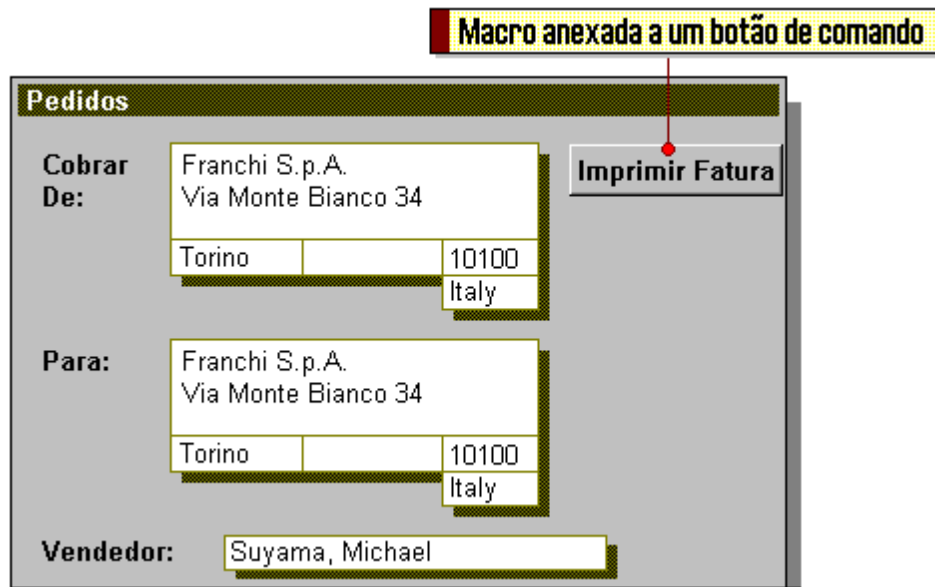 Macro anexada a um botão de comando
Pedidos
Cobrar De:
Franchi S.p.A.
Via Monte Bianco 34
Torino 10100
Italy
Imprimir Fatura
Para:
Franchi S.p.A.
Via Monte Bianco 34
Torino 10100
Italy
Vendedor: Suyama, Michael